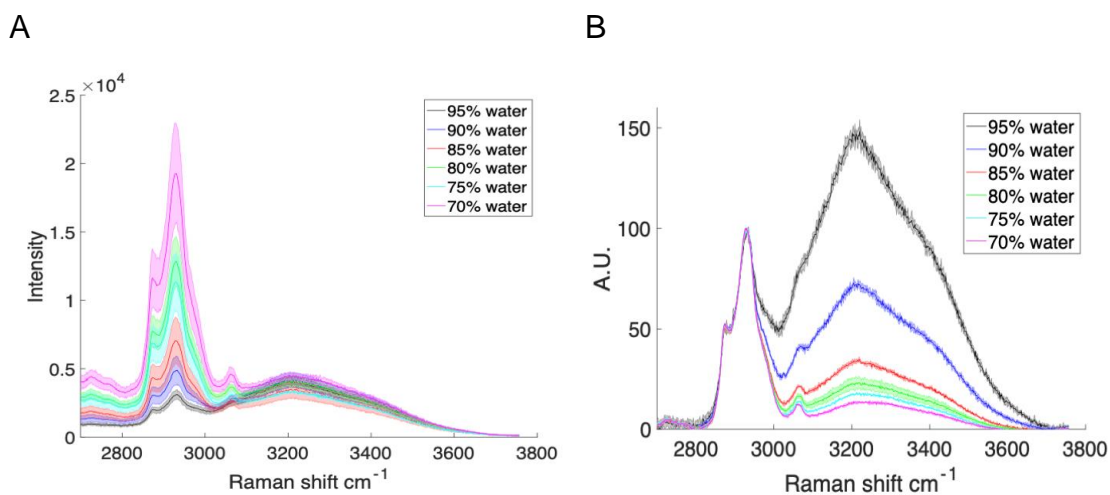 A
B
×10⁴
2.5
2
1.5
1
0.5
0
Intensity
2800 3000 3200 3400 3600 3800
Raman shift cm⁻¹
95% water
90% water
85% water
80% water
75% water
70% water
150
100
50
0
A.U.
2800 3000 3200 3400 3600 3800
Raman shift cm⁻¹
95% water
90% water
85% water
80% water
75% water
70% water